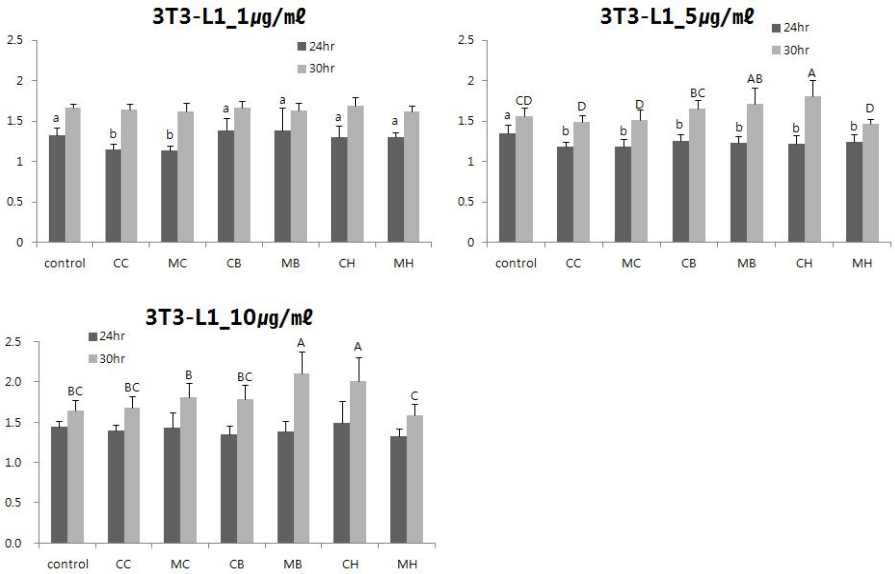 3T3-L1_1μg/mℓ
24hr
30hr
2.5
2
1.5
1
0.5
0
a
b
b
a
a
a
a
control CC MC CB MB CH MH
3T3-L1_5μg/mℓ
24hr
30hr
2.5
2
1.5
1
0.5
0
a CD
b D
b D
b BC
b AB
b A
b D
control CC MC CB MB CH MH
3T3-L1_10μg/mℓ
24hr
30hr
2.5
2.0
1.5
1.0
0.5
0.0
BC
BC
B
BC
A
A
C
control CC MC CB MB CH MH